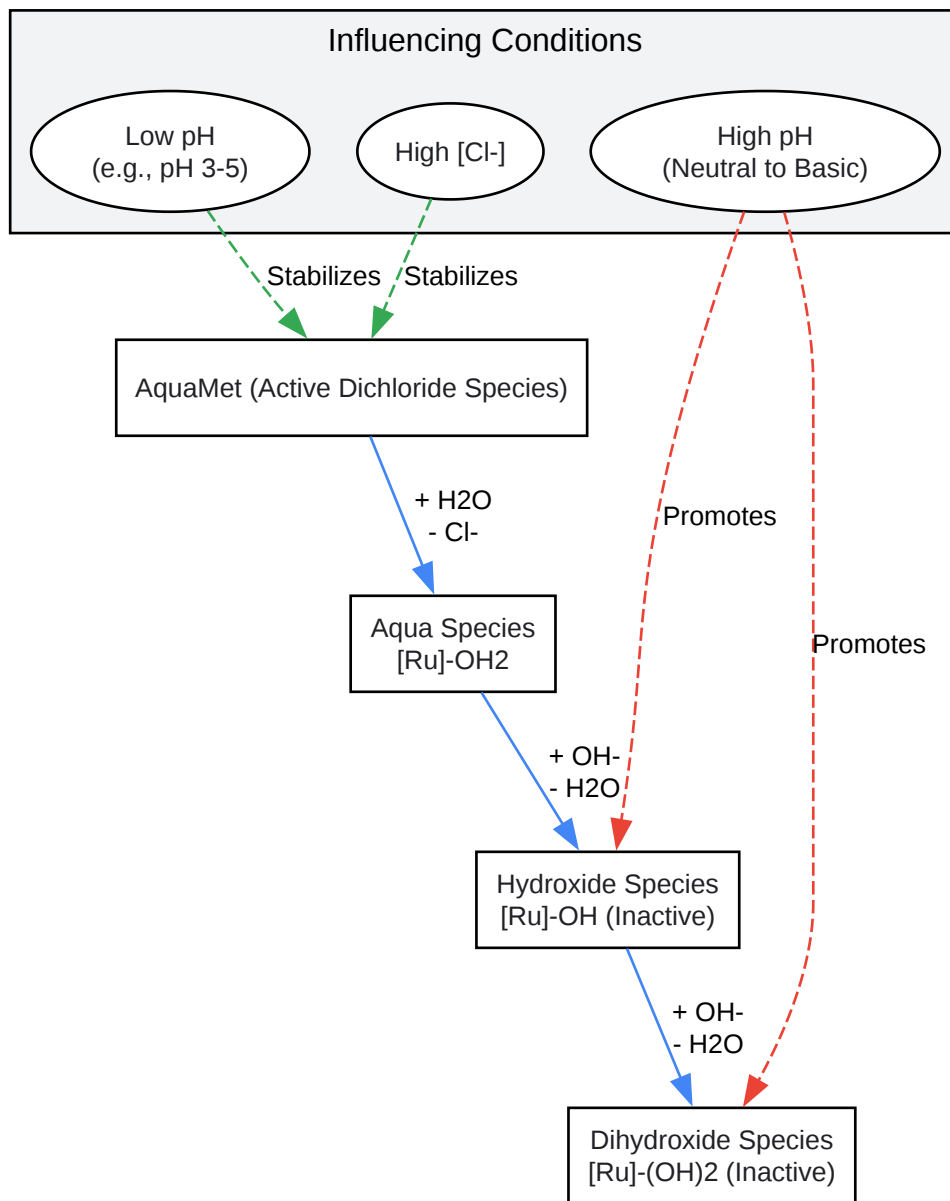 Influencing Conditions
Low pH
(e.g., pH 3-5)
High [Cl-]
High pH
(Neutral to Basic)
Stabilizes
Stabilizes
AquaMet (Active Dichloride Species)
+ H2O
- Cl-
Promotes
Aqua Species
[Ru]-OH2
Promotes
+ OH-
- H2O
Hydroxide Species
[Ru]-OH (Inactive)
+ OH-
- H2O
Dihydroxide Species
[Ru]-(OH)2 (Inactive)